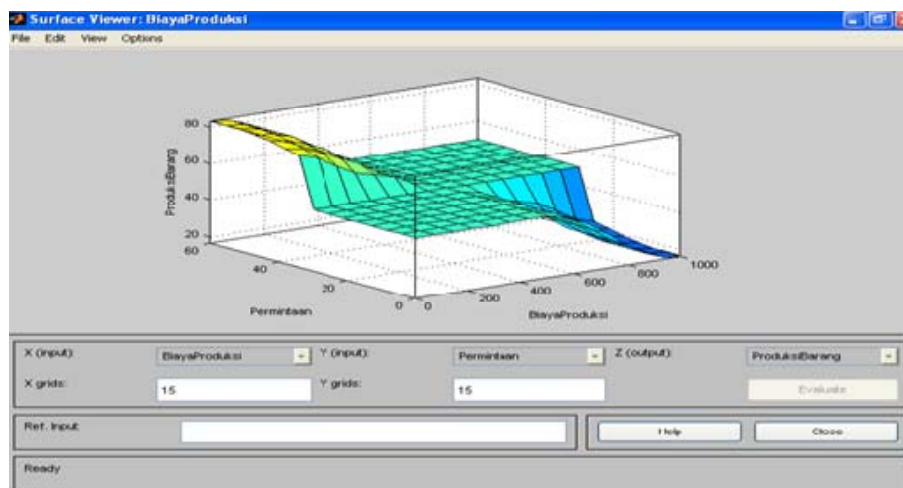 Surface Viewer: BiayaProduksi
File Edit View Options
80
60
40
20
ProduksiBarang
60
40
20
0
Permintaan
0
200
400
600
800
1000
BiayaProduksi
X (input): BiayaProduksi Y (input): Permintaan Z (output): ProduksiBarang
X grids: 15 Y grids: 15 Evaluate
Ref. Input: Help Close
Ready